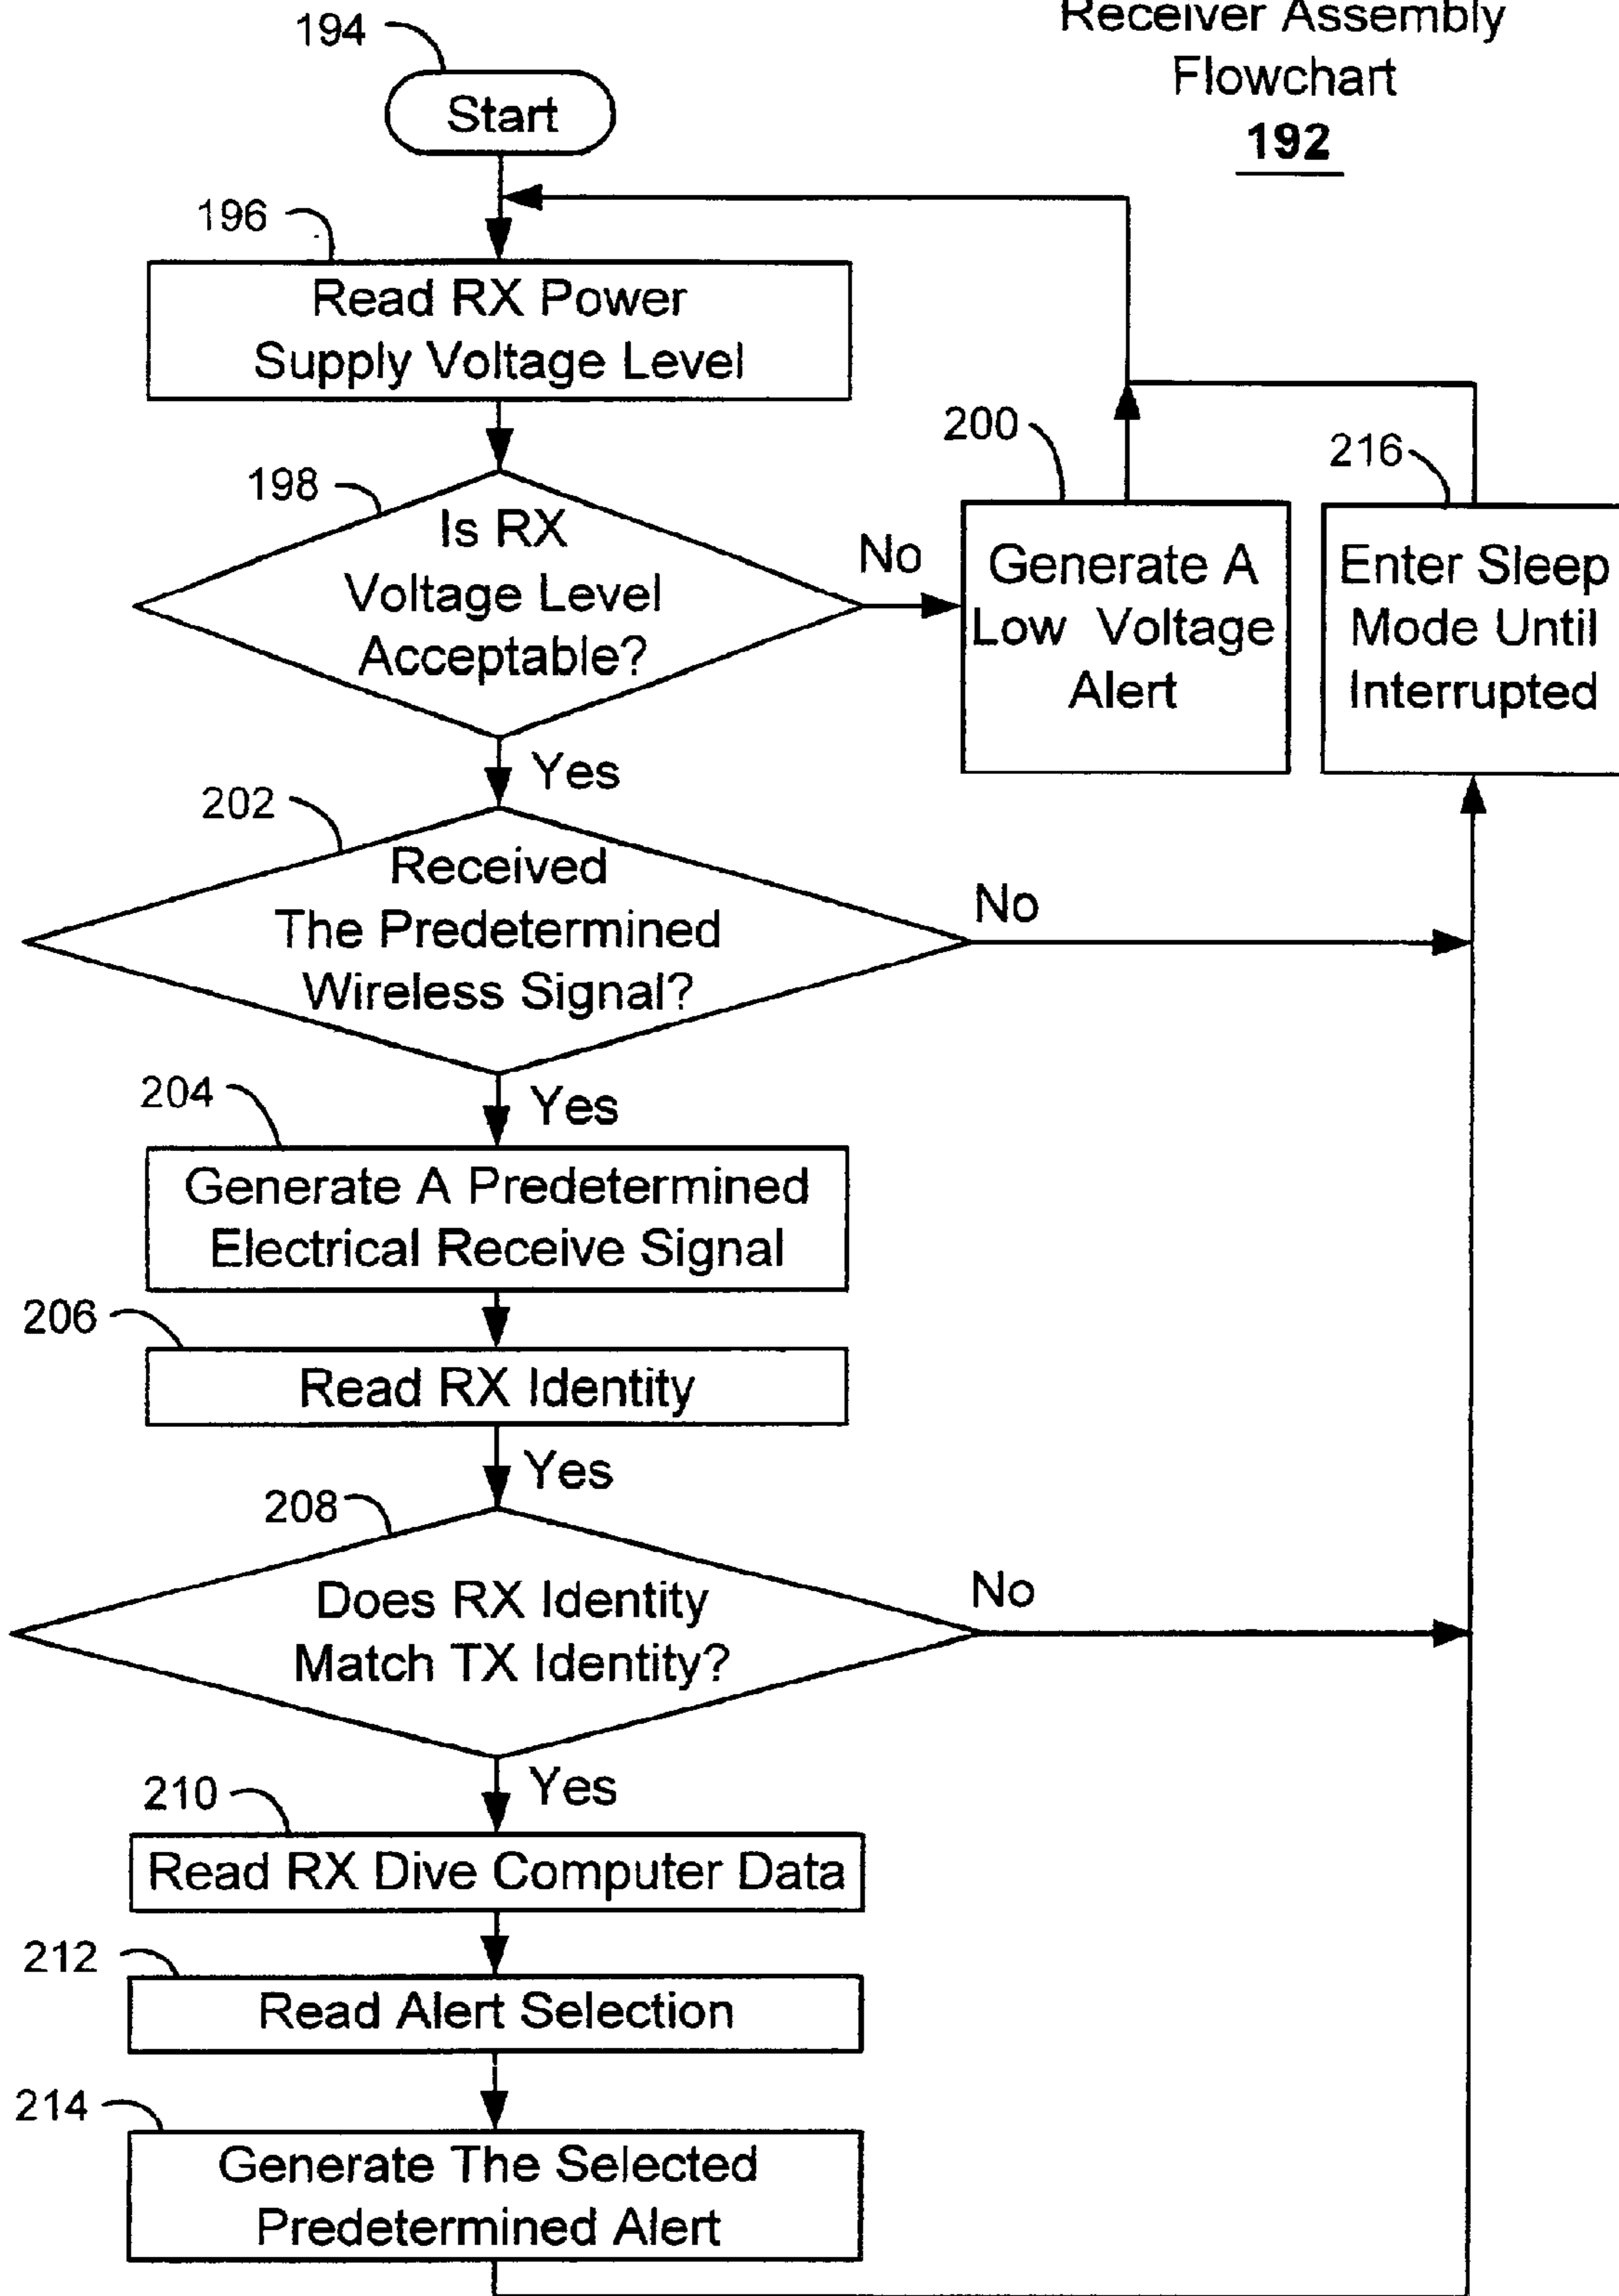 Receiver Assembly
Flowchart
192
194
Start
196
Read RX Power
Supply Voltage Level
198
Is RX
Voltage Level
Acceptable?
No
200
Generate A
Low Voltage
Alert
216
Enter Sleep
Mode Until
Interrupted
Yes
202
Received
The Predetermined
Wireless Signal?
No
Yes
204
Generate A Predetermined
Electrical Receive Signal
206
Read RX Identity
Yes
208
Does RX Identity
Match TX Identity?
No
Yes
210
Read RX Dive Computer Data
212
Read Alert Selection
214
Generate The Selected
Predetermined Alert